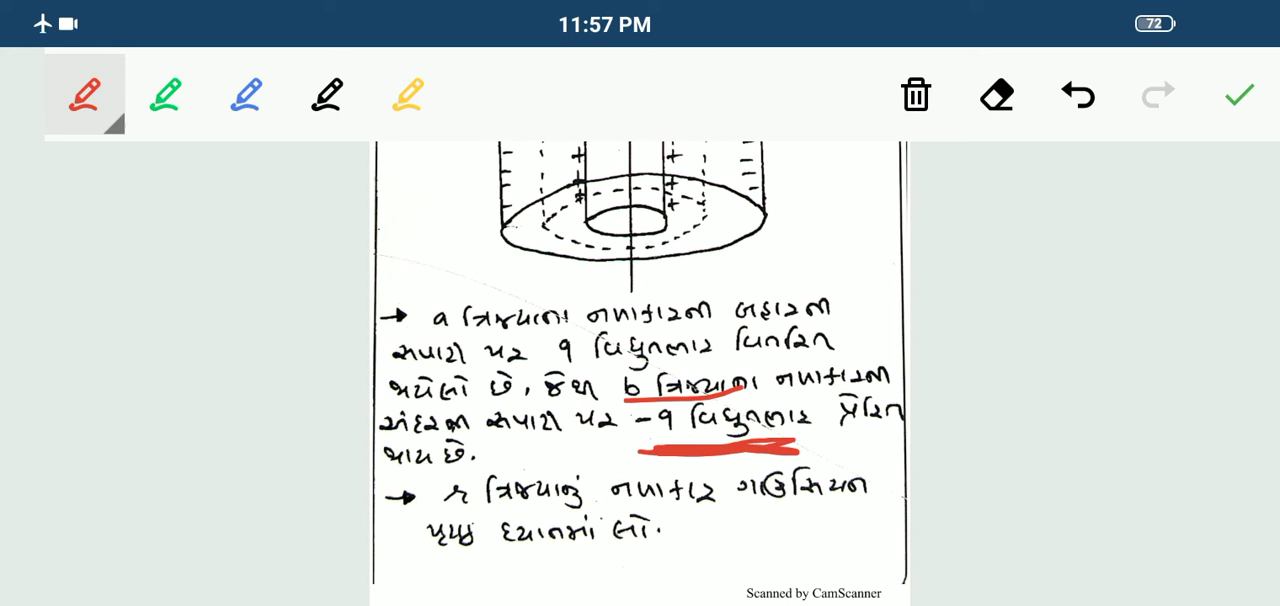 11:57 PM
72
→ a ત્રિજ્યાના નળાકારની બહારની
સપાટી પર q વિધુતભાર વિતરિત
થયેલો છે. જેથી b ત્રિજ્યાના નળાકારની
અંદરની સપાટી પર -q વિધુતભાર પ્રેરિત
થાય છે.
→ r ત્રિજ્યાનું નળાકાર ગાઉસિયન
પૃષ્ઠ ધ્યાનમાં લો.
Scanned by CamScanner